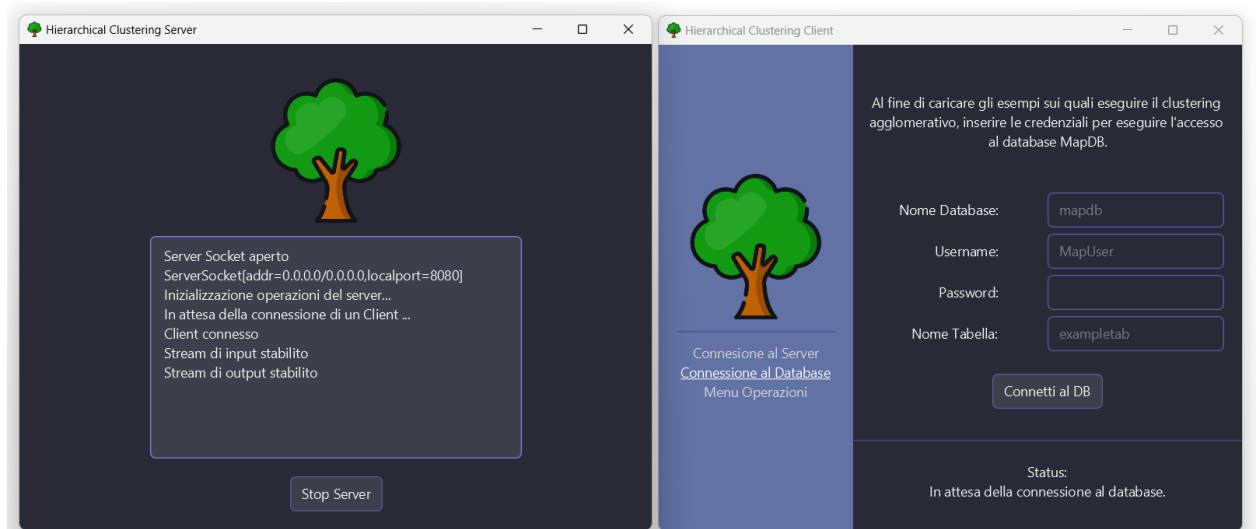 Hierarchical Clustering Server
Server Socket aperto
ServerSocket[addr=0.0.0.0/0.0.0.0,localport=8080]
Inizializzazione operazioni del server...
In attesa della connessione di un Client ...
Client connesso
Stream di input stabilito
Stream di output stabilito
Stop Server
Hierarchical Clustering Client
Connesione al Server
Connessione al Database
Menu Operazioni
Al fine di caricare gli esempi sui quali eseguire il clustering
agglomerativo, inserire le credenziali per eseguire l'accesso
al database MapDB.
Nome Database: mapdb
Username: MapUser
Password:
Nome Tabella: exampletab
Connetti al DB
Status:
In attesa della connessione al database.